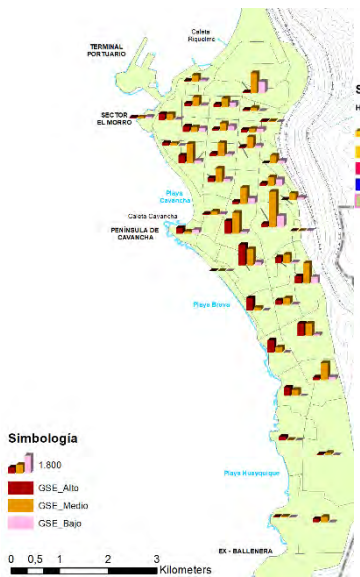 Caleta
Riquelme
TERMINAL
PORTUARIO
S
H
SECTOR
EL MORRO
Playa
Cavancha
Caleta Cavancha
PENÍNSULA DE
CAVANCHA
Playa Brava
Simbología
1.800
GSE_Alto
GSE_Medio
GSE_Bajo
Playa Huayquique
0 0,5 1 2 3
Kilometers
EX - BALLENERA